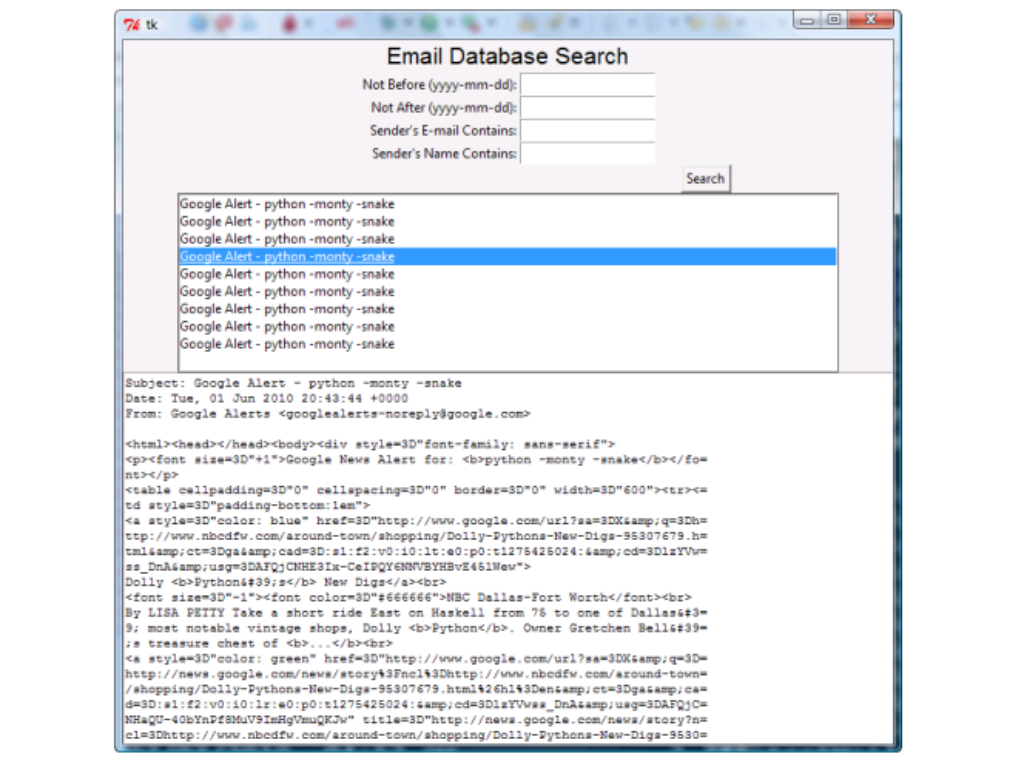 tk
Email Database Search
Not Before (yyyy-mm-dd):
Not After (yyyy-mm-dd):
Sender's E-mail Contains:
Sender's Name Contains:
Search
Google Alert - python -monty -snake
Google Alert - python -monty -snake
Google Alert - python -monty -snake
Google Alert - python -monty -snake
Google Alert - python -monty -snake
Google Alert - python -monty -snake
Google Alert - python -monty -snake
Google Alert - python -monty -snake
Google Alert - python -monty -snake
Subject: Google Alert - python -monty -snake
Date: Tue, 01 Jun 2010 20:43:44 +0000
From: Google Alerts <googlealerts-noreply@google.com>
<html><head></head><body><div style=3D"font-family: sans-serif">
<p><font size=3D"+1">Google News Alert for: <b>python -monty -snake</b></fo=
nt></p>
<table cellpadding=3D"0" cellspacing=3D"0" border=3D"0" width=3D"600"><tr><=
td style=3D"padding-bottom:1em">
<a style=3D"color: blue" href=3D"http://www.google.com/url?sa=3DX&amp;q=3Dh=
ttp://www.nbcdfw.com/around-town/shopping/Dolly-Pythons-New-Digs-95307679.h=
tml&amp;ct=3Dga&amp;cad=3D:s1:f2:v0:i0:lt:e0:p0:t1275425024:&amp;cd=3DlzYVw=
ss_DnA&amp;usg=3DAFQjCNHE3Ix-CeIPQY6NNVBYHBvE45lWew">
Dolly <b>Python&#39;s</b> New Digs</a><br>
<font size=3D"-1"><font color=3D"#666666">NBC Dallas-Fort Worth</font><br>
By LISA PETTY Take a short ride East on Haskell from 75 to one of Dallas&#3=
9; most notable vintage shops, Dolly <b>Python</b>. Owner Gretchen Bell&#39=
;s treasure chest of <b>...</b><br>
<a style=3D"color: green" href=3D"http://www.google.com/url?sa=3DX&amp;q=3D=
http://news.google.com/news/story%3Fncl%3Dhttp://www.nbcdfw.com/around-town=
/shopping/Dolly-Pythons-New-Digs-95307679.html%26hl%3Den&amp;ct=3Dga&amp;ca=
d=3D:s1:f2:v0:i0:lr:e0:p0:t1275425024:&amp;cd=3DlzYVwss_DnA&amp;usg=3DAFQjC=
NHaQU-40bYnPf8MuV9ImHgVmuQKJw" title=3D"http://news.google.com/news/story?n=
cl=3Dhttp://www.nbcdfw.com/around-town/shopping/Dolly-Pythons-New-Digs-9530=